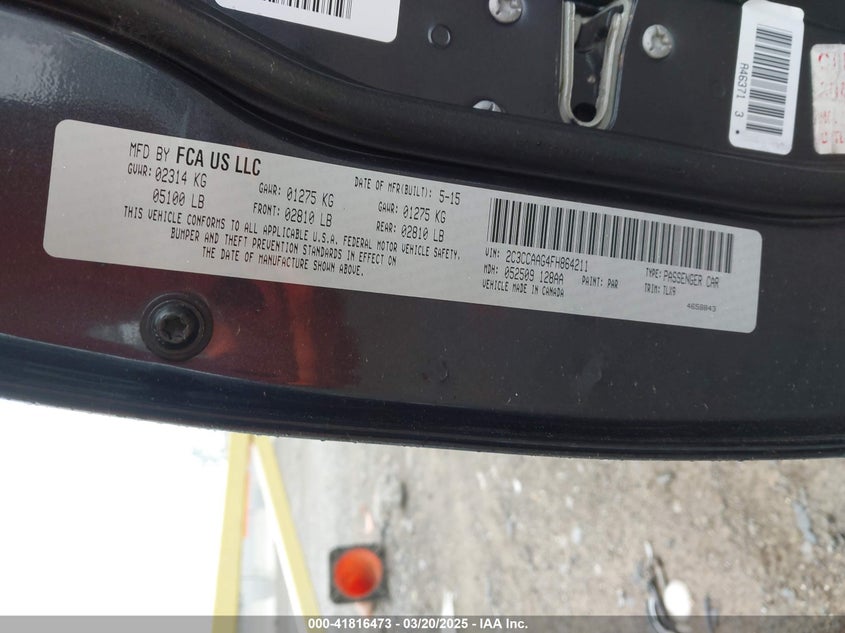 MFD BY FCA US LLC
DATE OF MFR(BUILT): 5-15
GVWR: 02314 KG
GAWR: 01275 KG
GAWR: 01275 KG
05100 LB
FRONT: 02810 LB
REAR: 02810 LB
THIS VEHICLE CONFORMS TO ALL APPLICABLE U.S.A. FEDERAL MOTOR VEHICLE SAFETY,
BUMPER AND THEFT PREVENTION STANDARDS IN EFFECT ON THE DATE OF
MANUFACTURE SHOWN ABOVE.
VIN: 2C3CCAAG4FH864211
TYPE: PASSENGER CAR
MDH: 052509 128AA
PAINT: PAR
TRIM: TLX9
VEHICLE MADE IN CANADA
4658843
A46371 3
000-41816473 — 03/20/2025 — IAA Inc.